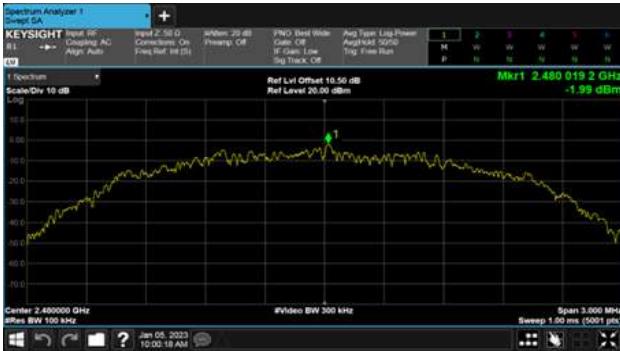 Spectrum Analyzer 1
Swept SA
+
KEYSIGHT Input: RF Input Z: 50 Ω #Atten: 20 dB PNO: Best Wide Avg Type: Log-Power 1 2 3 4 5 6
R L Coupling: AC Corrections: On Preamp: Off Gate: Off Avg|Hold: 50/50 M W W W W W
Align: Auto Freq Ref: Int (S) IF Gain: Low Trig: Free Run P N N N N N
LV Sig Track: Off
1 Spectrum Ref Lvl Offset 10.50 dB Mkr1 2.480 019 2 GHz
Scale/Div 10 dB Ref Level 20.00 dBm -1.99 dBm
Log
10.0
0.00
-10.0
-20.0
-30.0
-40.0
-50.0
-60.0
-70.0
1
Center 2.480000 GHz #Video BW 300 kHz Span 3.000 MHz
#Res BW 100 kHz Sweep 1.00 ms (5001 pts)
? Jan 05, 2023
10:00:18 AM